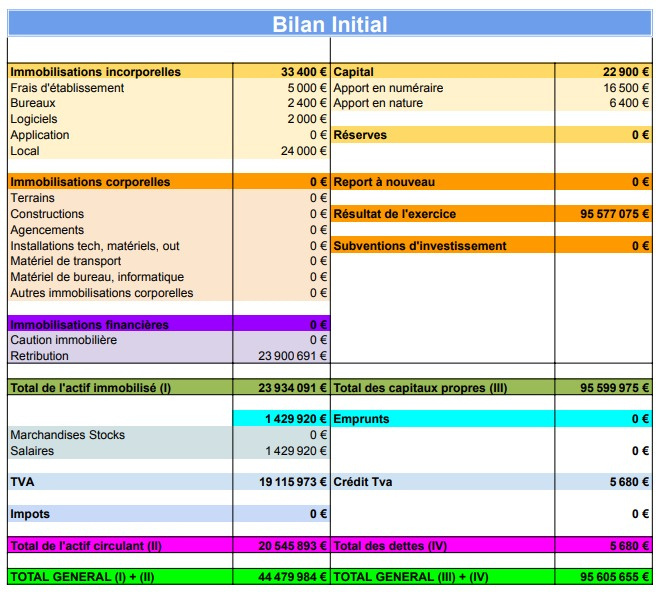 Bilan Initial
Immobilisations incorporelles 33 400 € Capital 22 900 €
Frais d'établissement 5 000 € Apport en numéraire 16 500 €
Bureaux 2 400 € Apport en nature 6 400 €
Logiciels 2 000 €
Application 0 € Réserves 0 €
Local 24 000 €
Immobilisations corporelles 0 € Report à nouveau 0 €
Terrains 0 €
Constructions 0 € Résultat de l'exercice 95 577 075 €
Agencements 0 €
Installations tech, matériels, out 0 € Subventions d'investissement 0 €
Matériel de transport 0 €
Matériel de bureau, informatique 0 €
Autres immobilisations corporelles 0 €
Immobilisations financières 0 €
Caution immobilière 0 €
Retribution 23 900 691 €
Total de l'actif immobilisé (I) 23 934 091 € Total des capitaux propres (III) 95 599 975 €
1 429 920 € Emprunts 0 €
Marchandises Stocks 0 €
Salaires 1 429 920 € 0 €
TVA 19 115 973 € Crédit Tva 5 680 €
Impots 0 € 0 €
Total de l'actif circulant (II) 20 545 893 € Total des dettes (IV) 5 680 €
TOTAL GENERAL (I) + (II) 44 479 984 € TOTAL GENERAL (III) + (IV) 95 605 655 €